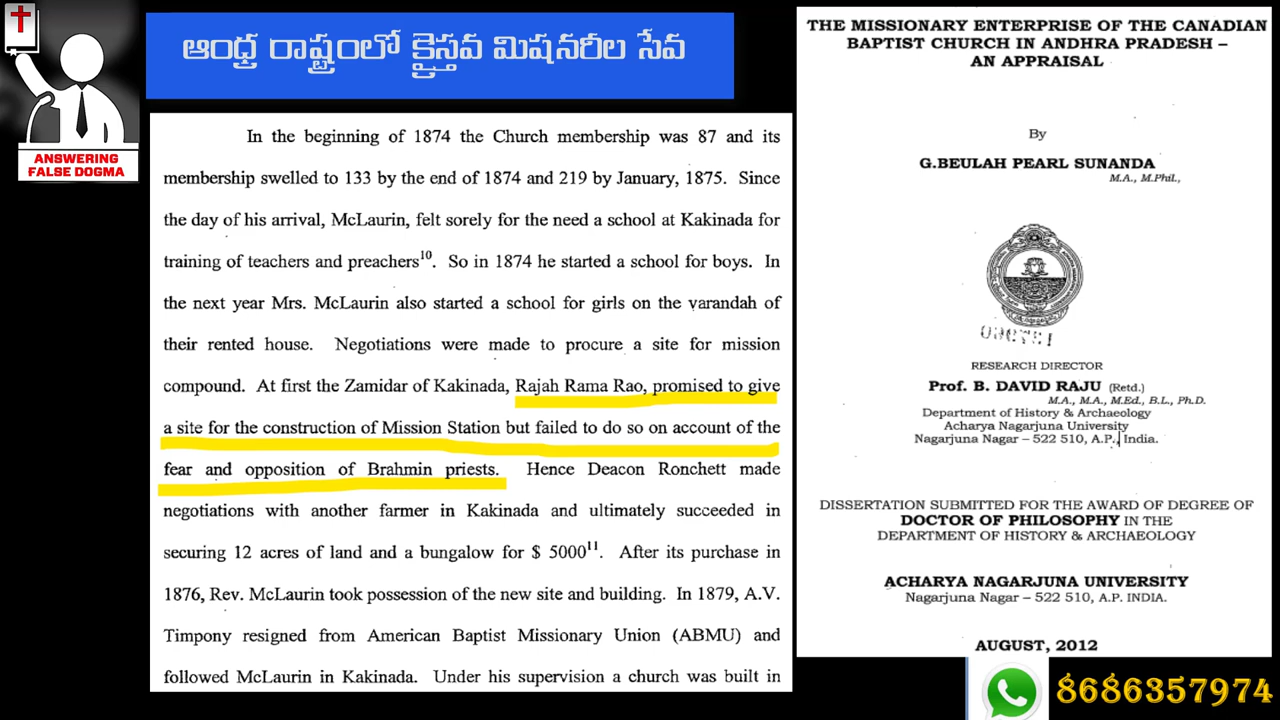 ఆంధ్ర రాష్ట్రంలో క్రైస్తవ మిషనరీల సేవ
ANSWERING
FALSE DOGMA
In the beginning of 1874 the Church membership was 87 and its
membership swelled to 133 by the end of 1874 and 219 by January, 1875. Since
the day of his arrival, McLaurin, felt sorely for the need a school at Kakinada for
training of teachers and preachers10. So in 1874 he started a school for boys. In
the next year Mrs. McLaurin also started a school for girls on the varandah of
their rented house. Negotiations were made to procure a site for mission
compound. At first the Zamidar of Kakinada, Rajah Rama Rao, promised to give
a site for the construction of Mission Station but failed to do so on account of the
fear and opposition of Brahmin priests. Hence Deacon Ronchett made
negotiations with another farmer in Kakinada and ultimately succeeded in
securing 12 acres of land and a bungalow for $ 500011. After its purchase in
1876, Rev. McLaurin took possession of the new site and building. In 1879, A.V.
Timpony resigned from American Baptist Missionary Union (ABMU) and
followed McLaurin in Kakinada. Under his supervision a church was built in
THE MISSIONARY ENTERPRISE OF THE CANADIAN
BAPTIST CHURCH IN ANDHRA PRADESH –
AN APPRAISAL
By
G.BEULAH PEARL SUNANDA
M.A., M.Phil.,
RESEARCH DIRECTOR
Prof. B. DAVID RAJU (Retd.)
M.A., M.A., M.Ed., B.L., Ph.D.
Department of History & Archaeology
Acharya Nagarjuna University
Nagarjuna Nagar – 522 510, A.P., India.
DISSERTATION SUBMITTED FOR THE AWARD OF DEGREE OF
DOCTOR OF PHILOSOPHY IN THE
DEPARTMENT OF HISTORY & ARCHAEOLOGY
ACHARYA NAGARJUNA UNIVERSITY
Nagarjuna Nagar – 522 510, A.P. INDIA.
AUGUST, 2012
8686357974